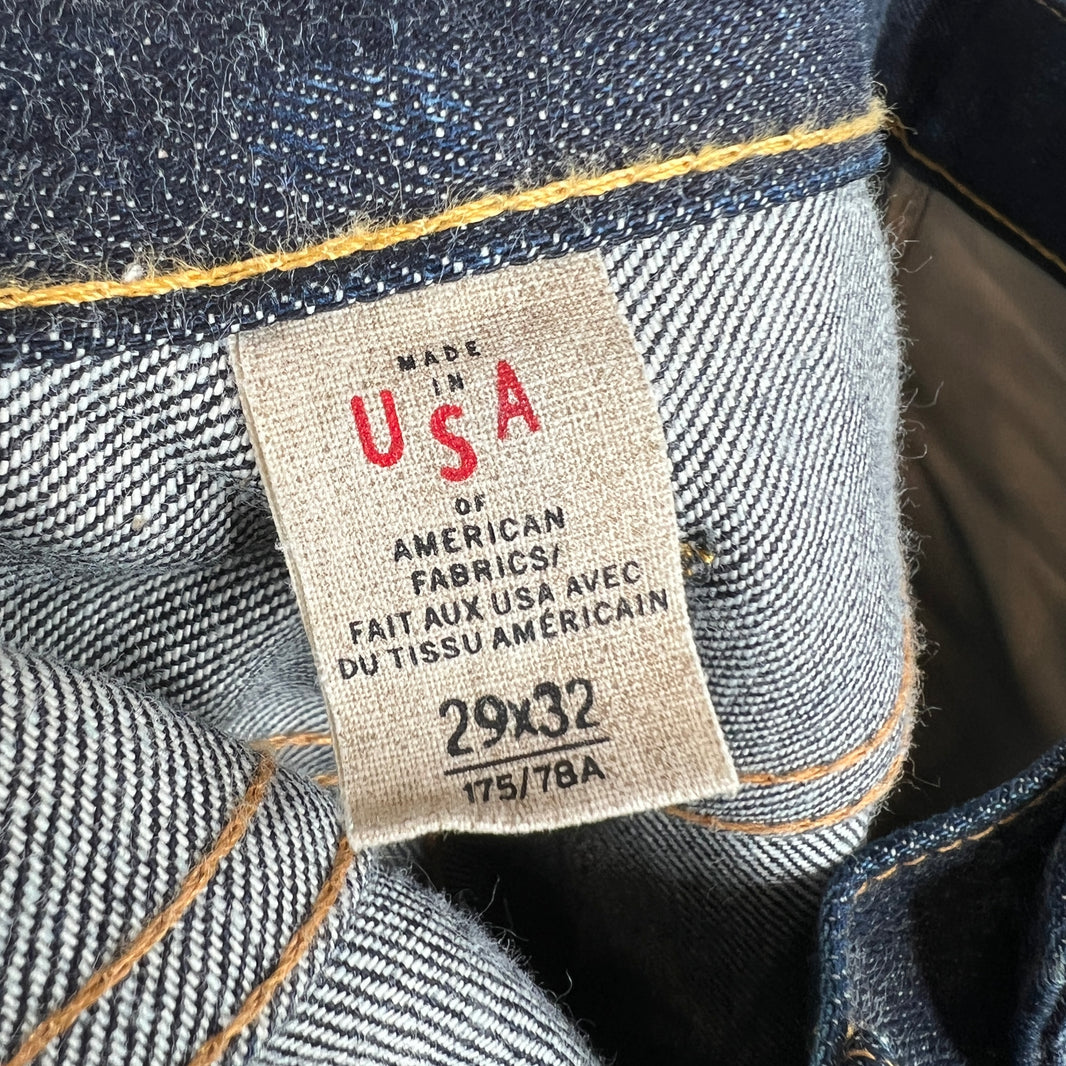 MADE
IN
USA
OF
AMERICAN
FABRICS/
FAIT AUX USA AVEC
DU TISSU AMÉRICAIN
29x32
175/78A